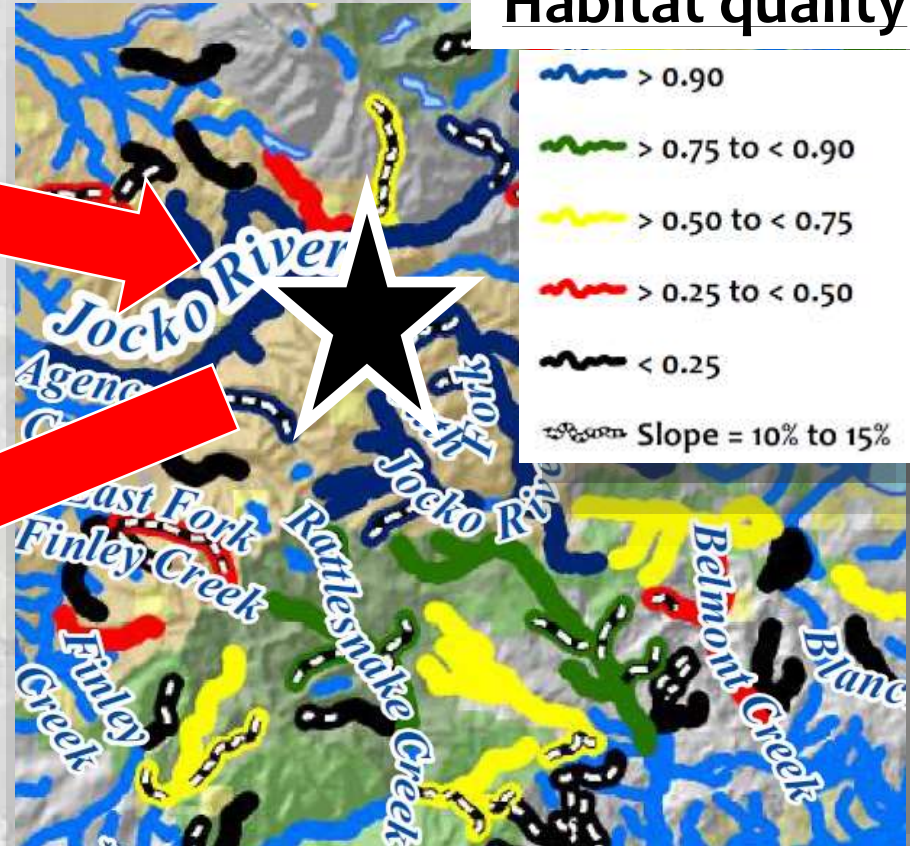 Habitat quality
> 0.90
> 0.75 to < 0.90
> 0.50 to < 0.75
> 0.25 to < 0.50
< 0.25
Slope = 10% to 15%
Jocko River
Fork
Jocko
East Fork
Finley Creek
Rattlesnake Creek
Belmont Creek
Finley
Creek